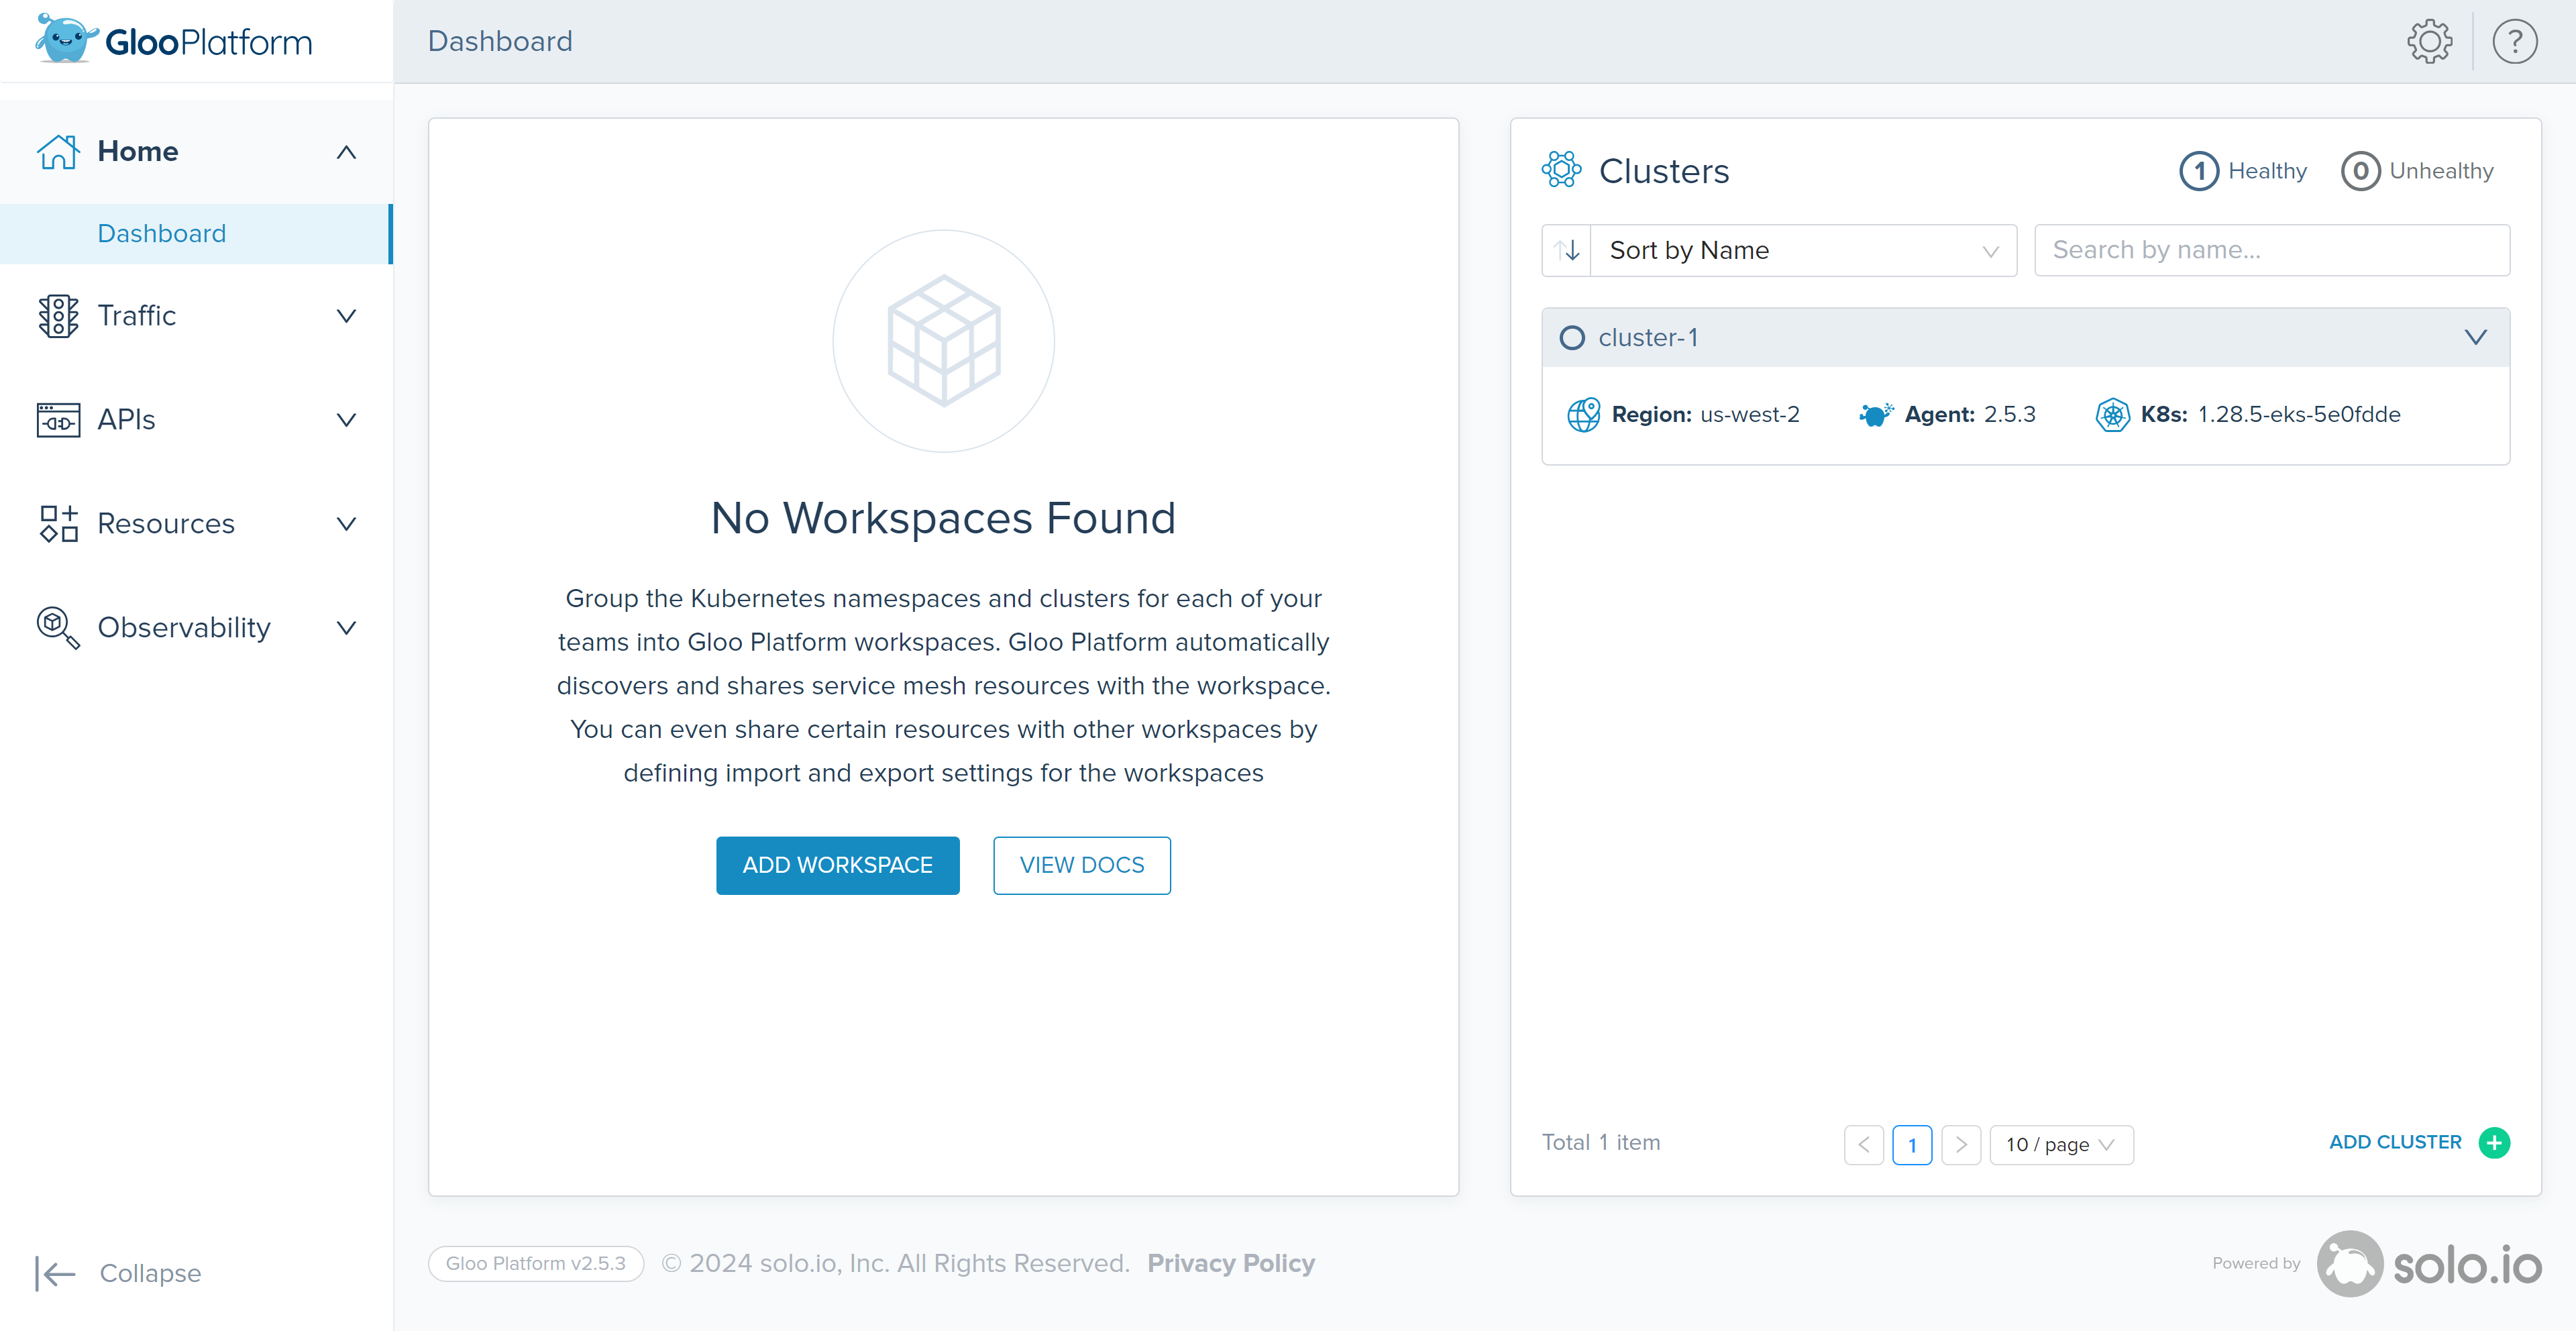 GlooPlatform
Dashboard
?
Home
Dashboard
Traffic
APIs
Resources
Observability
Collapse
No Workspaces Found
Group the Kubernetes namespaces and clusters for each of your
teams into Gloo Platform workspaces. Gloo Platform automatically
discovers and shares service mesh resources with the workspace.
You can even share certain resources with other workspaces by
defining import and export settings for the workspaces
ADD WORKSPACE VIEW DOCS
Clusters 1 Healthy 0 Unhealthy
Sort by Name Search by name...
cluster-1
Region: us-west-2 Agent: 2.5.3 K8s: 1.28.5-eks-5e0fdde
Total 1 item 1 10 / page ADD CLUSTER
Gloo Platform v2.5.3 © 2024 solo.io, Inc. All Rights Reserved. Privacy Policy
Powered by solo.io